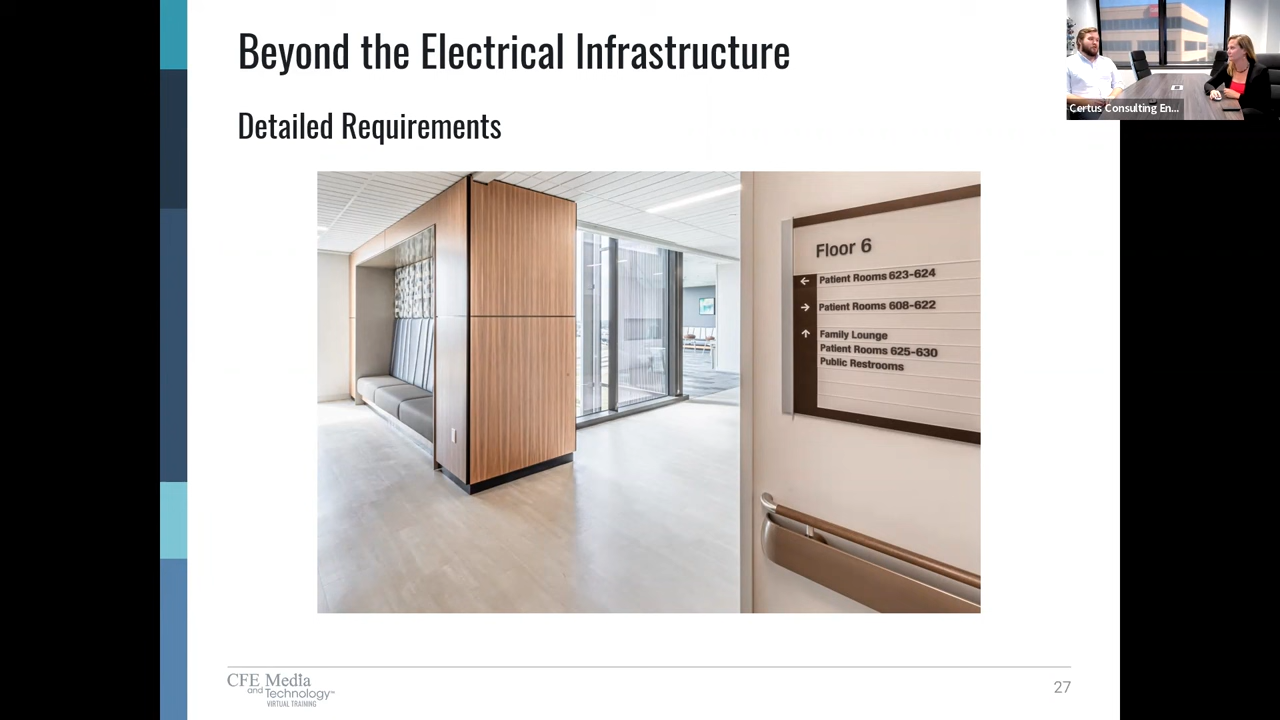 Beyond the Electrical Infrastructure
Detailed Requirements
Certus Consulting En...
Floor 6
← Patient Rooms 623-624
→ Patient Rooms 608-622
↑ Family Lounge
Patient Rooms 625-630
Public Restrooms
CFE Media
and Technology™
VIRTUAL TRAINING
27